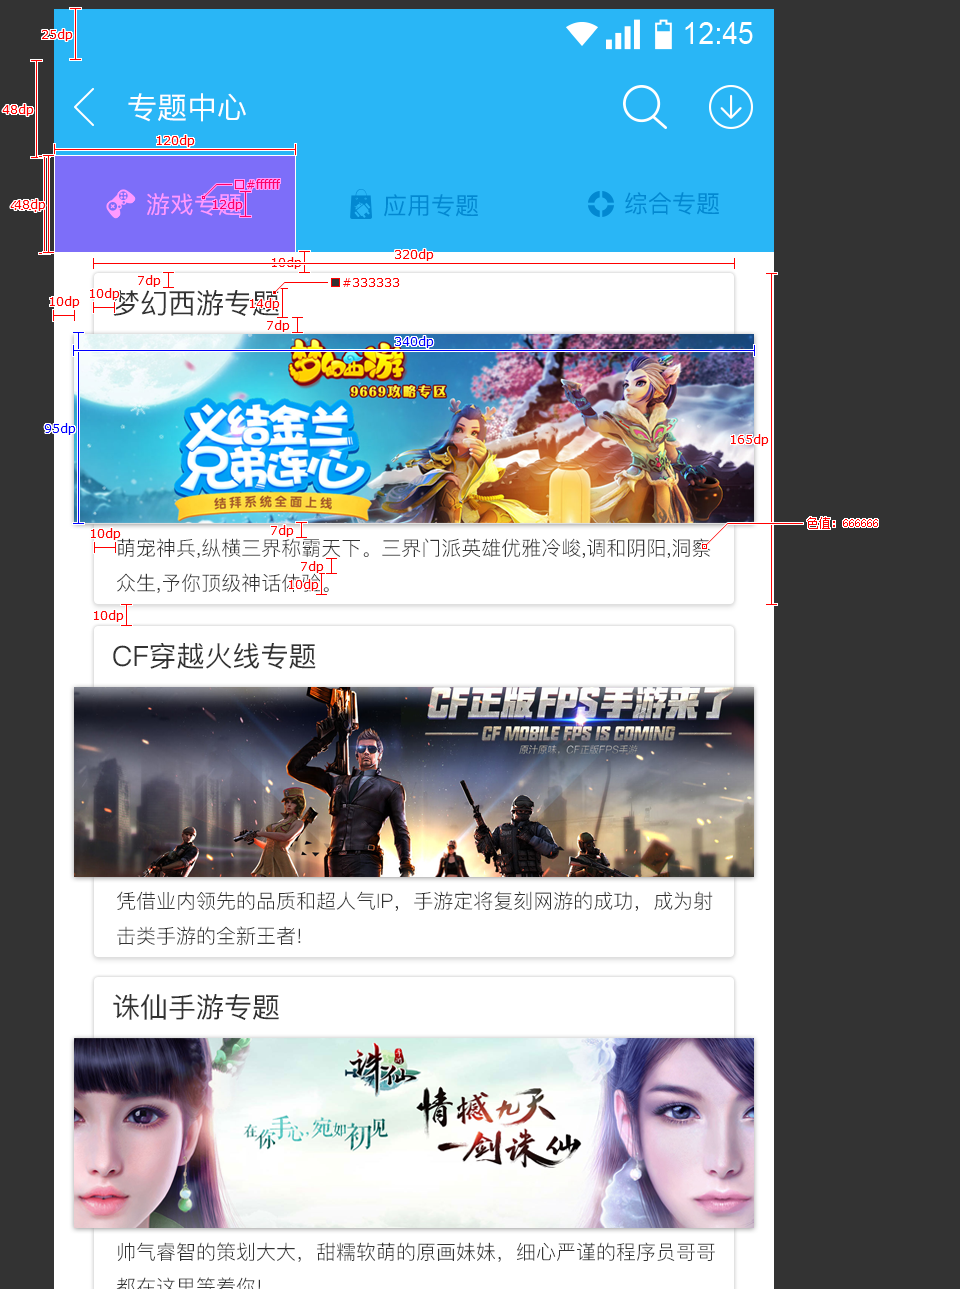 25dp
12:45
48dp
专题中心
120dp
#ffffff
48dp
游戏专题
12dp
应用专题
综合专题
320dp
10dp
7dp
#333333
10dp
10dp
梦幻西游专题
14dp
7dp
340dp
梦幻西游
9669攻略专区
95dp
义结金兰
兄弟连心
165dp
结拜系统全面上线
色值：666666
7dp
10dp
萌宠神兵,纵横三界称霸天下。三界门派英雄优雅冷峻,调和阴阳,洞察
7dp
众生,予你顶级神话体验。
10dp
10dp
CF穿越火线专题
CF正版FPS手游来了
CF MOBILE FPS IS COMING
原汁原味，CF正版FPS手游
凭借业内领先的品质和超人气IP，手游定将复刻网游的成功，成为射
击类手游的全新王者!
诛仙手游专题
诛仙
手游
情撼九天
在你手心·宛如初见
一剑诛仙
帅气睿智的策划大大，甜糯软萌的原画妹妹，细心严谨的程序员哥哥
都在这里等着你!